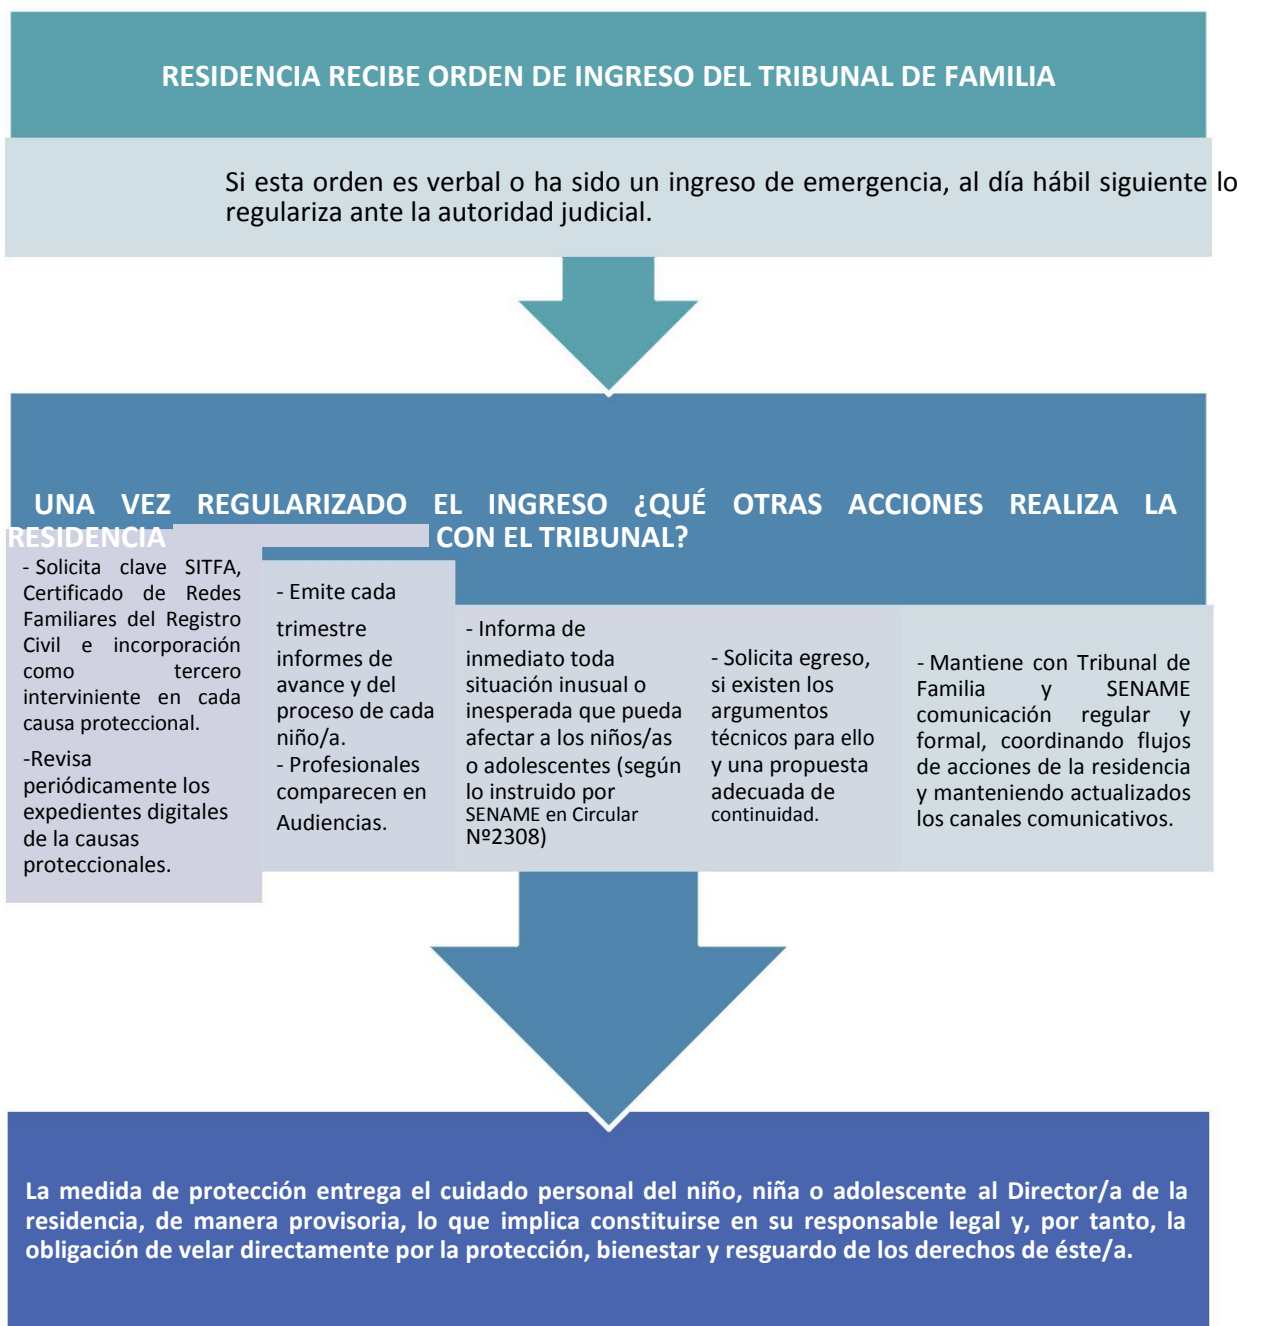 RESIDENCIA RECIBE ORDEN DE INGRESO DEL TRIBUNAL DE FAMILIA
Si esta orden es verbal o ha sido un ingreso de emergencia, al día hábil siguiente lo
regulariza ante la autoridad judicial.
UNA VEZ REGULARIZADO EL INGRESO ¿QUÉ OTRAS ACCIONES REALIZA LA
RESIDENCIA CON EL TRIBUNAL?
- Solicita clave SITFA,
Certificado de Redes
Familiares del Registro
Civil e incorporación
como tercero
interviniente en cada
causa proteccional.
-Revisa
periódicamente los
expedientes digitales
de la causas
proteccionales.
- Emite cada
trimestre
informes de
avance y del
proceso de cada
niño/a.
- Profesionales
comparecen en
Audiencias.
- Informa de
inmediato toda
situación inusual o
inesperada que pueda
afectar a los niños/as
o adolescentes (según
lo instruido por
SENAME en Circular
Nº2308)
- Solicita egreso,
si existen los
argumentos
técnicos para ello
y una propuesta
adecuada de
continuidad.
- Mantiene con Tribunal de
Familia y SENAME
comunicación regular y
formal, coordinando flujos
de acciones de la residencia
y manteniendo actualizados
los canales comunicativos.
La medida de protección entrega el cuidado personal del niño, niña o adolescente al Director/a de la
residencia, de manera provisoria, lo que implica constituirse en su responsable legal y, por tanto, la
obligación de velar directamente por la protección, bienestar y resguardo de los derechos de éste/a.